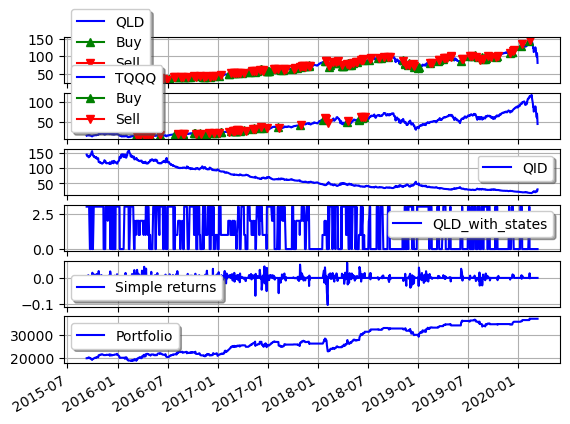 QLD
Buy
Sell
150
100
50
TQQQ
Buy
Sell
100
50
150
100
50
QID
2.5
0.0
QLD_with_states
0.0
−0.1
Simple returns
30000
20000
Portfolio
2015-07
2016-01
2016-07
2017-01
2017-07
2018-01
2018-07
2019-01
2019-07
2020-01